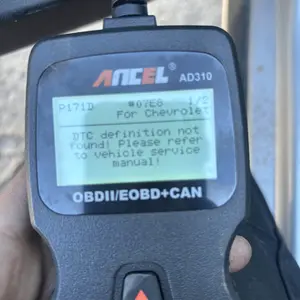 ANCEL®
AD310
P171D $07E8 1/2
For Chevrolet
DTC definition not
found! Please refer
to vehicle service
manual!
OBDII/EOBD+CAN